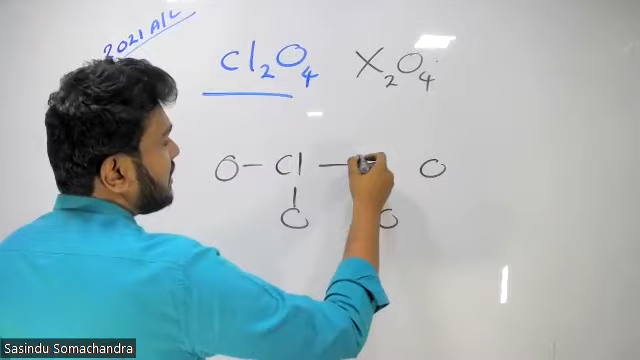 2021 A/L
Cl2O4 X2O4
O — Cl — O
O O
Sasindu Somachandra